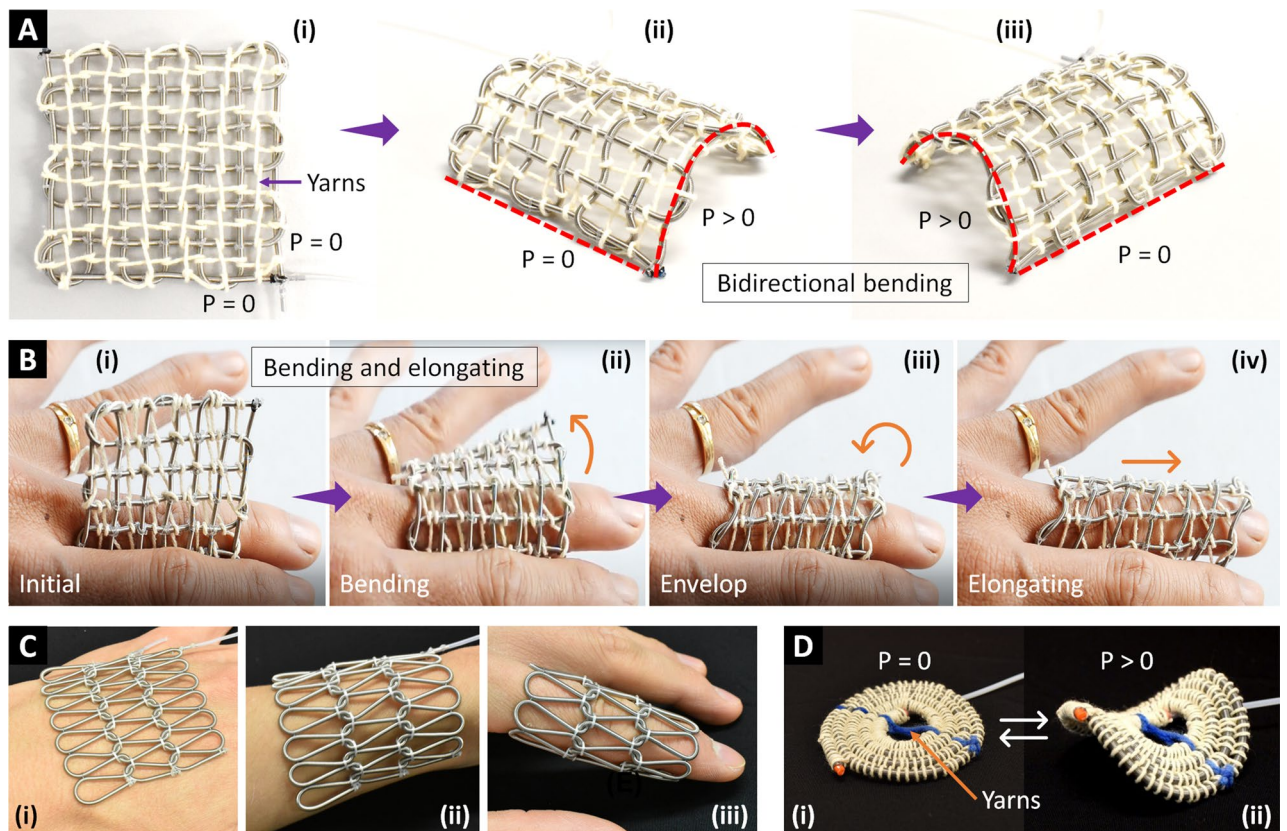 A
(i)
(ii)
(iii)
Yarns
P = 0
P = 0
P > 0
P = 0
P > 0
P = 0
Bidirectional bending
B
(i)
Bending and elongating
(ii)
(iii)
(iv)
Initial
Bending
Envelop
Elongating
C
(i)
(ii)
(E)
(iii)
D
P = 0
P > 0
Yarns
(i)
(ii)